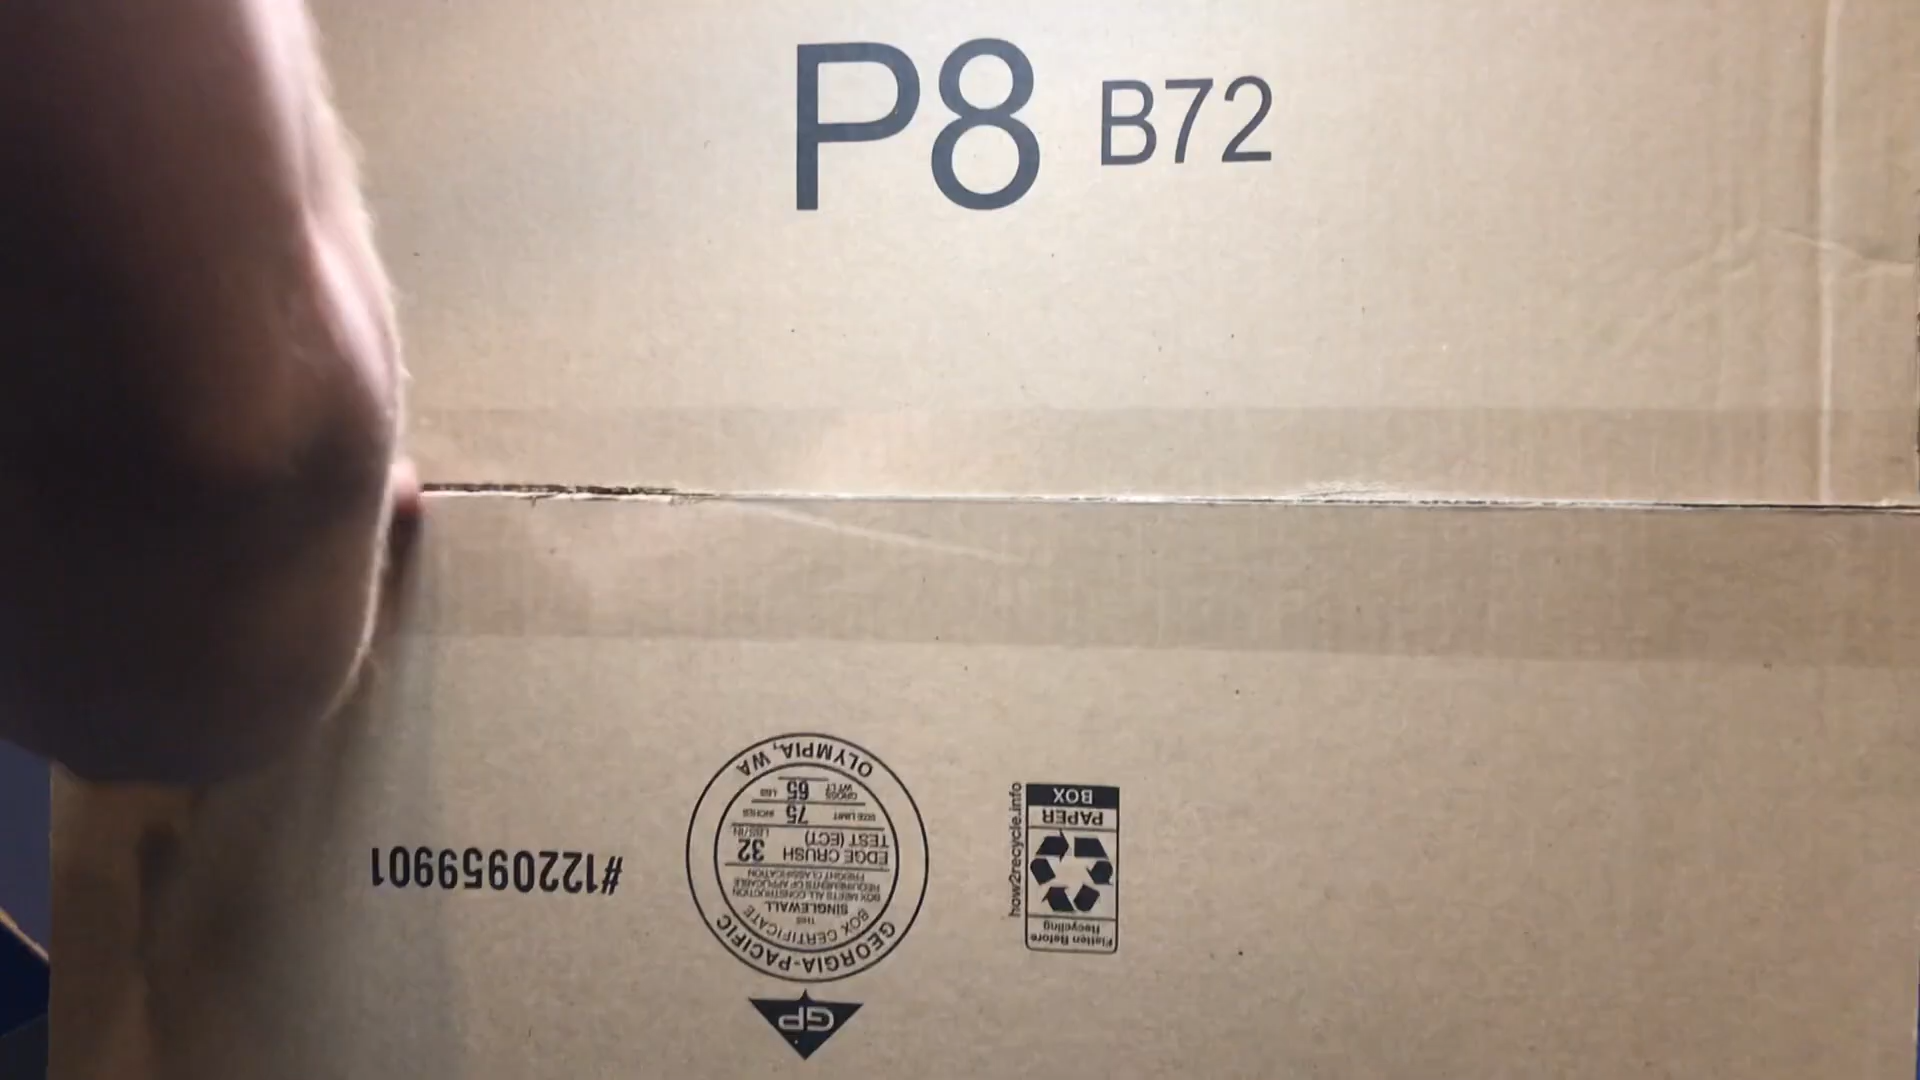 P8 B72
#1220959901
GP
GEORGIA-PACIFIC
BOX CERTIFICATE
THIS
SINGLEWALL
BOX MEETS ALL CONSTRUCTION
REQUIREMENTS OF APPLICABLE
FREIGHT CLASSIFICATION
EDGE CRUSH
TEST (ECT) 32 LBS/IN
SIZE LIMIT 75 INCHES
GROSS
WT LT 65 LBS
OLYMPIA, WA
Flatten Before
Recycling
PAPER
BOX
how2recycle.info